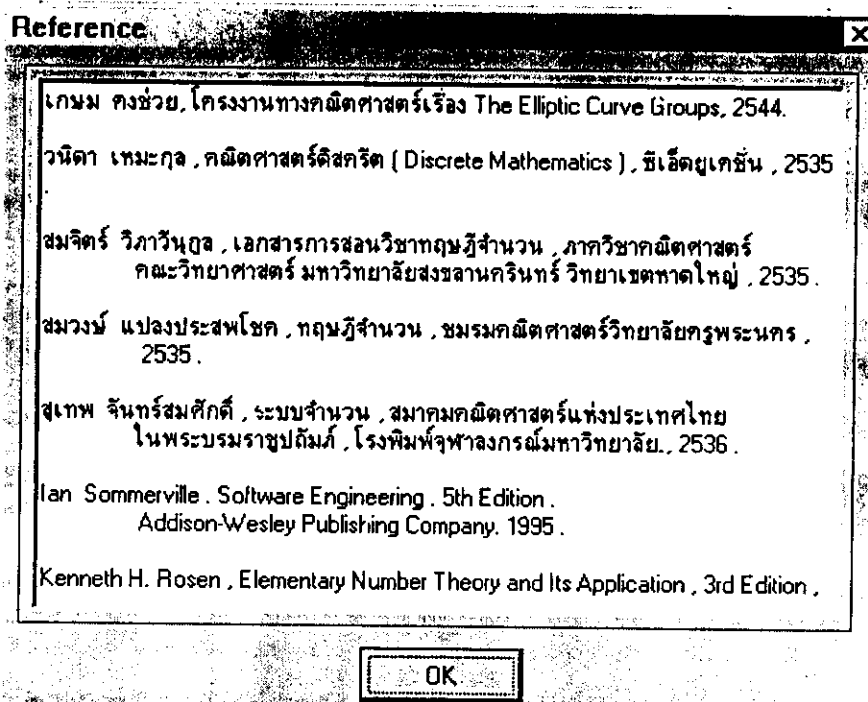 Reference
เกษม คงช่วย, โครงงานทางคณิตศาสตร์เรื่อง The Elliptic Curve Groups, 2544.
วนิดา เหมะกุล , คณิตศาสตร์ดิสครีต ( Discrete Mathematics ) , ซีเอ็ดยูเคชั่น , 2535
.
สมจิตร์ วิภาวีนุกูล , เอกสารการสอนวิชาทฤษฎีจำนวน , ภาควิชาคณิตศาสตร์
คณะวิทยาศาสตร์ มหาวิทยาลัยสงขลานครินทร์ วิทยาเขตหาดใหญ่ , 2535 .
สมวงษ์ แปลงประสพโชค , ทฤษฎีจำนวน , ชมรมคณิตศาสตร์วิทยาลัยครูพระนคร ,
2535 .
สุเทพ จันทร์สมศักดิ์ , ระบบจำนวน , สมาคมคณิตศาสตร์แห่งประเทศไทย
ในพระบรมราชูปถัมภ์ , โรงพิมพ์จุฬาลงกรณ์มหาวิทยาลัย., 2536 .
Ian Sommerville . Software Engineering . 5th Edition .
Addison-Wesley Publishing Company. 1995 .
Kenneth H. Rosen , Elementary Number Theory and Its Application , 3rd Edition ,
OK